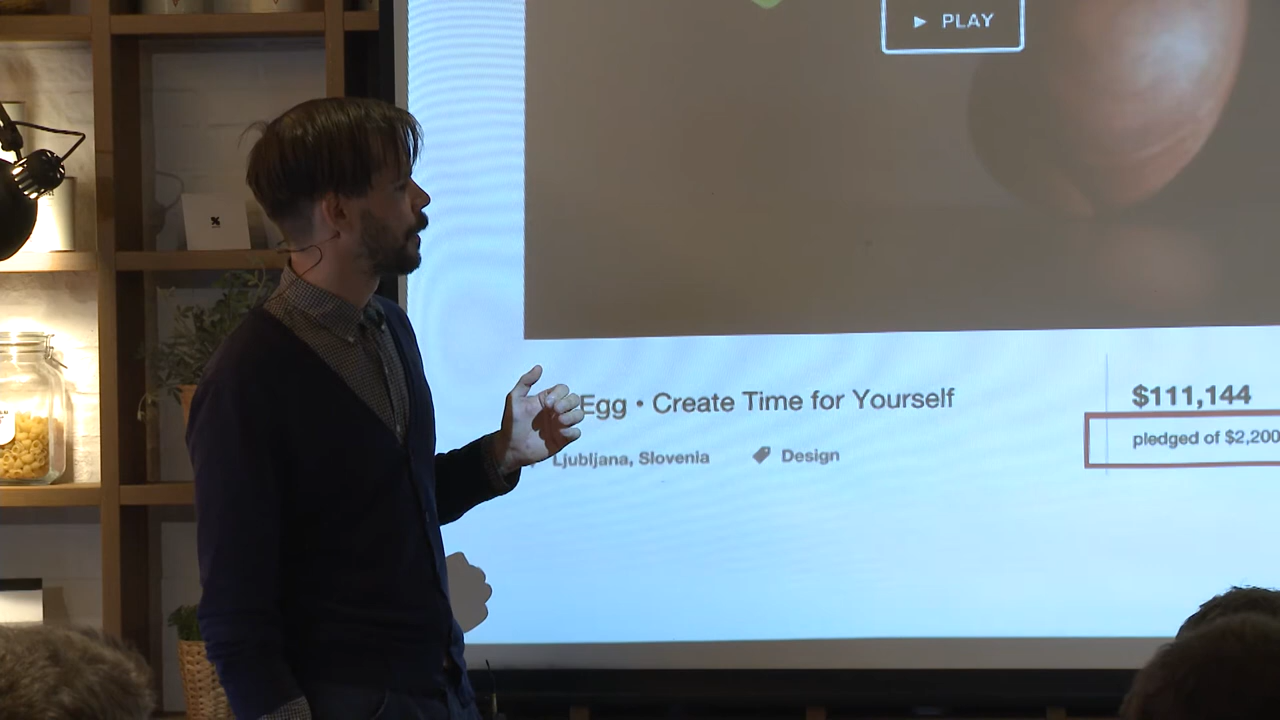 ► PLAY
Egg • Create Time for Yourself
$111,144
pledged of $2,200
Ljubljana, Slovenia
Design